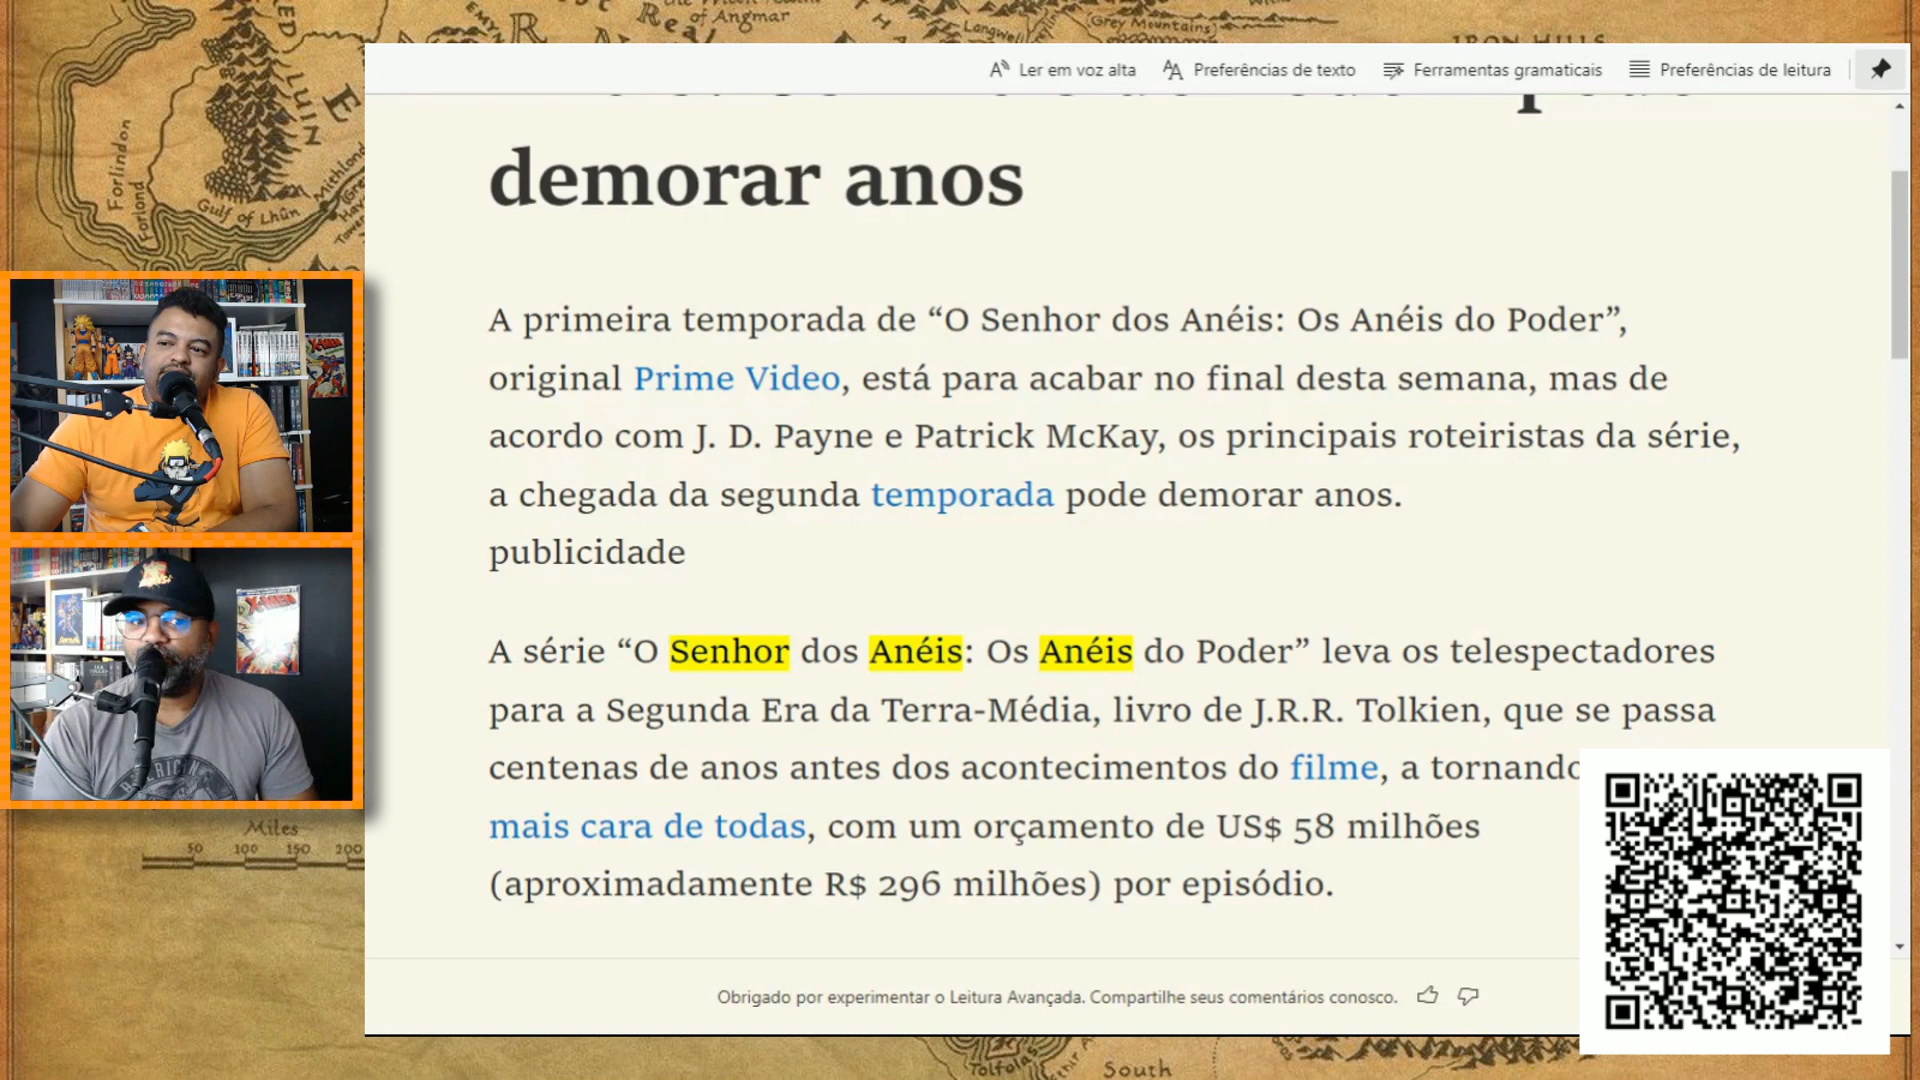 of Angmar
Grey Mountains
IRON HILLS
Forlindon
Forlond
LUIN
Gulf of Lhûn
Mithlond
Ler em voz alta
Preferências de texto
Ferramentas gramaticais
Preferências de leitura
demorar anos
A primeira temporada de “O Senhor dos Anéis: Os Anéis do Poder”,
original Prime Video, está para acabar no final desta semana, mas de
acordo com J. D. Payne e Patrick McKay, os principais roteiristas da série,
a chegada da segunda temporada pode demorar anos.
publicidade
A série “O Senhor dos Anéis: Os Anéis do Poder” leva os telespectadores
para a Segunda Era da Terra-Média, livro de J.R.R. Tolkien, que se passa
centenas de anos antes dos acontecimentos do filme, a tornando
mais cara de todas, com um orçamento de US$ 58 milhões
(aproximadamente R$ 296 milhões) por episódio.
Obrigado por experimentar o Leitura Avançada. Compartilhe seus comentários conosco.
X-MEN
X-MEN
Miles
50 100 150 200
South